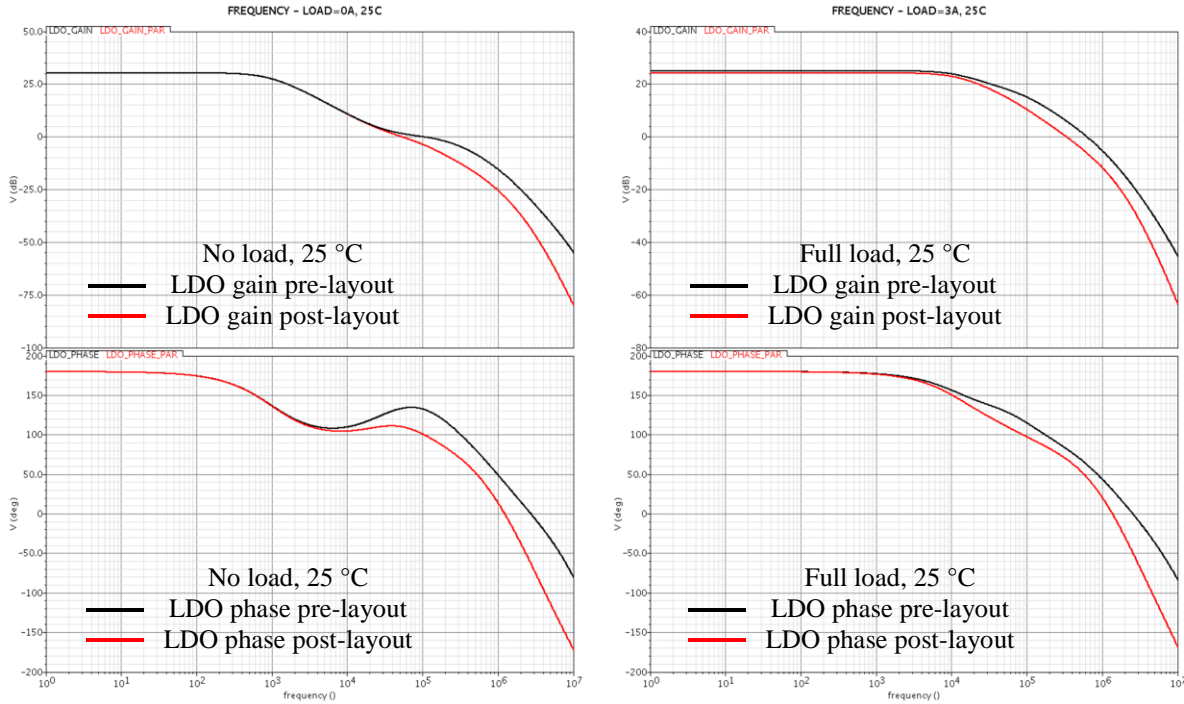 FREQUENCY - LOAD=0A, 25C
LDO_GAIN LDO_GAIN_PAR
50.0
25.0
0
-25.0
-50.0
-75.0
-100
V (dB)
No load, 25 °C
LDO gain pre-layout
LDO gain post-layout
LDO_PHASE LDO_PHASE_PAR
200
150
100
50.0
0
-50.0
-100
-150
-200
V (deg)
No load, 25 °C
LDO phase pre-layout
LDO phase post-layout
10^0 10^1 10^2 10^3 10^4 10^5 10^6 10^7
frequency ()
FREQUENCY - LOAD=3A, 25C
LDO_GAIN LDO_GAIN_PAR
40
20
0
-20
-40
-60
-80
V (dB)
Full load, 25 °C
LDO gain pre-layout
LDO gain post-layout
LDO_PHASE LDO_PHASE_PAR
200
150
100
50.0
0
-50.0
-100
-150
-200
V (deg)
Full load, 25 °C
LDO phase pre-layout
LDO phase post-layout
10^0 10^1 10^2 10^3 10^4 10^5 10^6 10^7
frequency ()